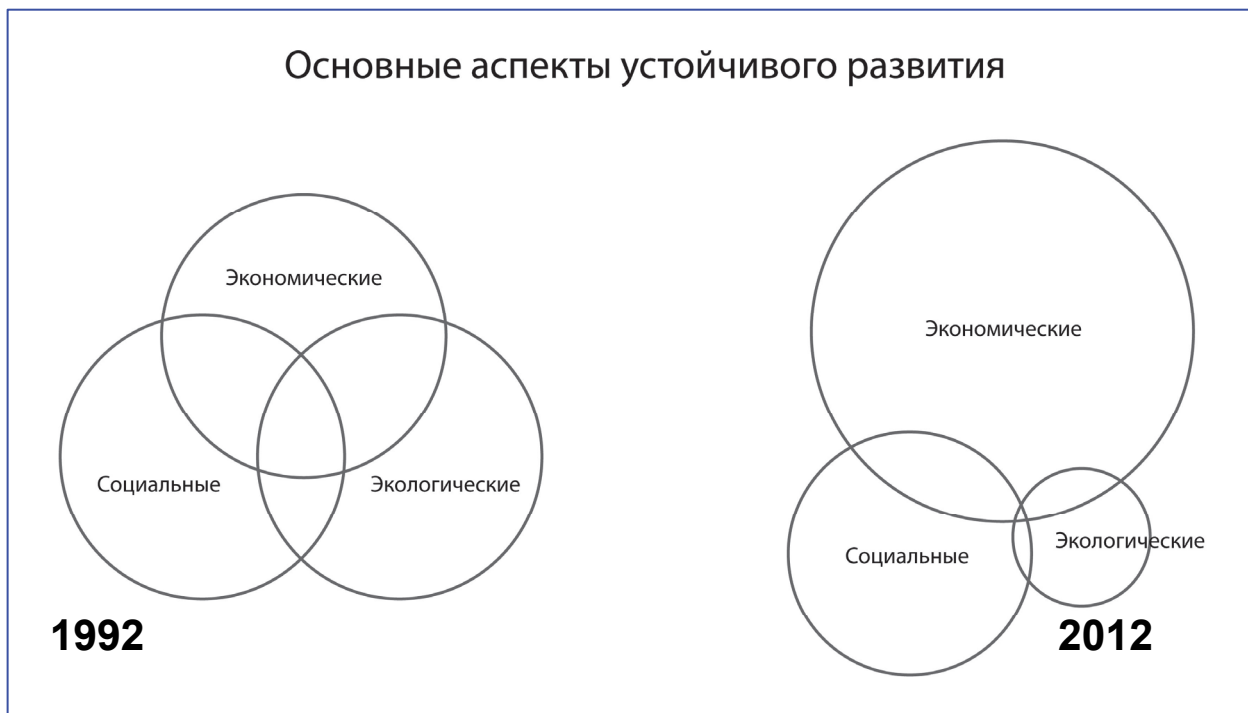 Основные аспекты устойчивого развития
Экономические
Социальные
Экологические
1992
Экономические
Социальные
Экологические
2012